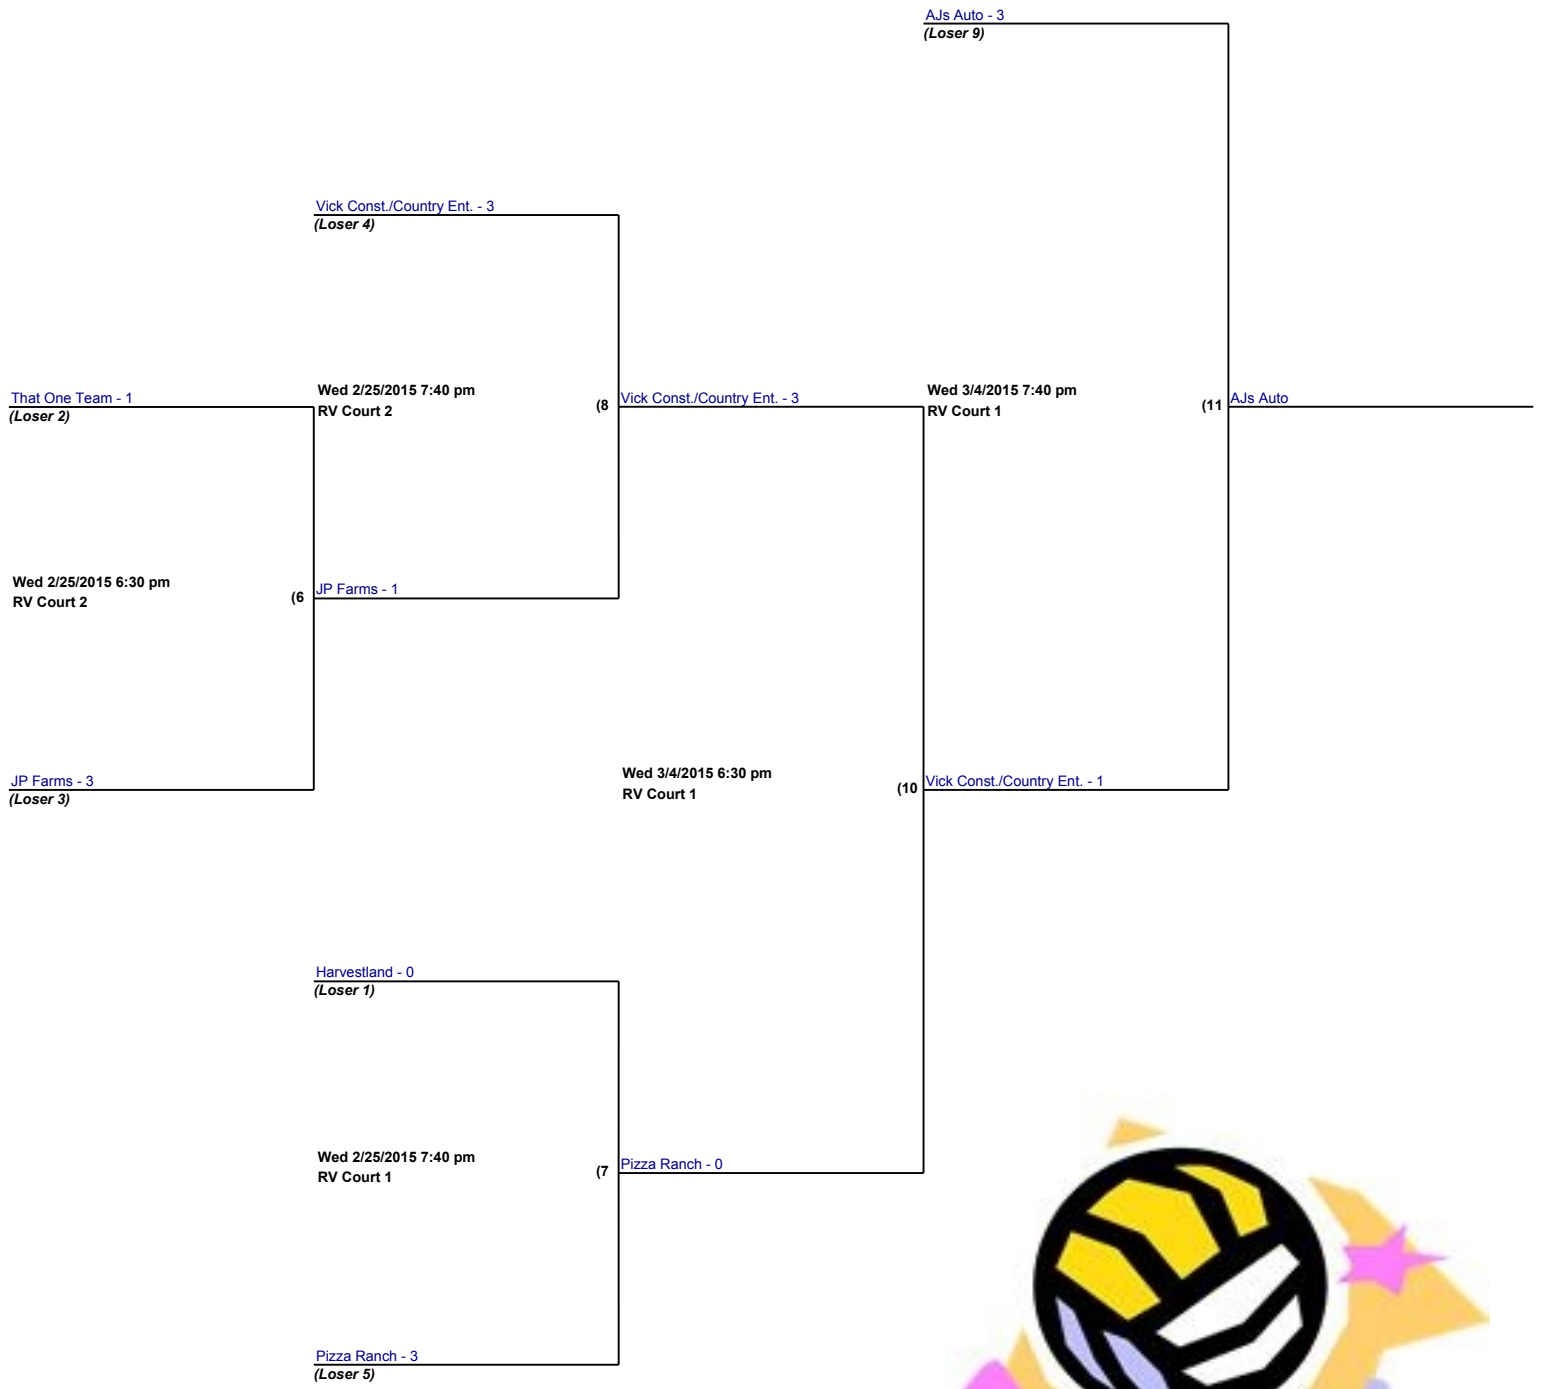 AJs Auto - 3
(Loser 9)
Vick Const./Country Ent. - 3
(Loser 4)
That One Team - 1
(Loser 2)
Wed 2/25/2015 7:40 pm
RV Court 2
(8
Vick Const./Country Ent. - 3
Wed 3/4/2015 7:40 pm
RV Court 1
(11
AJs Auto
Wed 2/25/2015 6:30 pm
RV Court 2
(6
JP Farms - 1
JP Farms - 3
(Loser 3)
Wed 3/4/2015 6:30 pm
RV Court 1
(10
Vick Const./Country Ent. - 1
Harvestland - 0
(Loser 1)
Wed 2/25/2015 7:40 pm
RV Court 1
(7
Pizza Ranch - 0
Pizza Ranch - 3
(Loser 5)